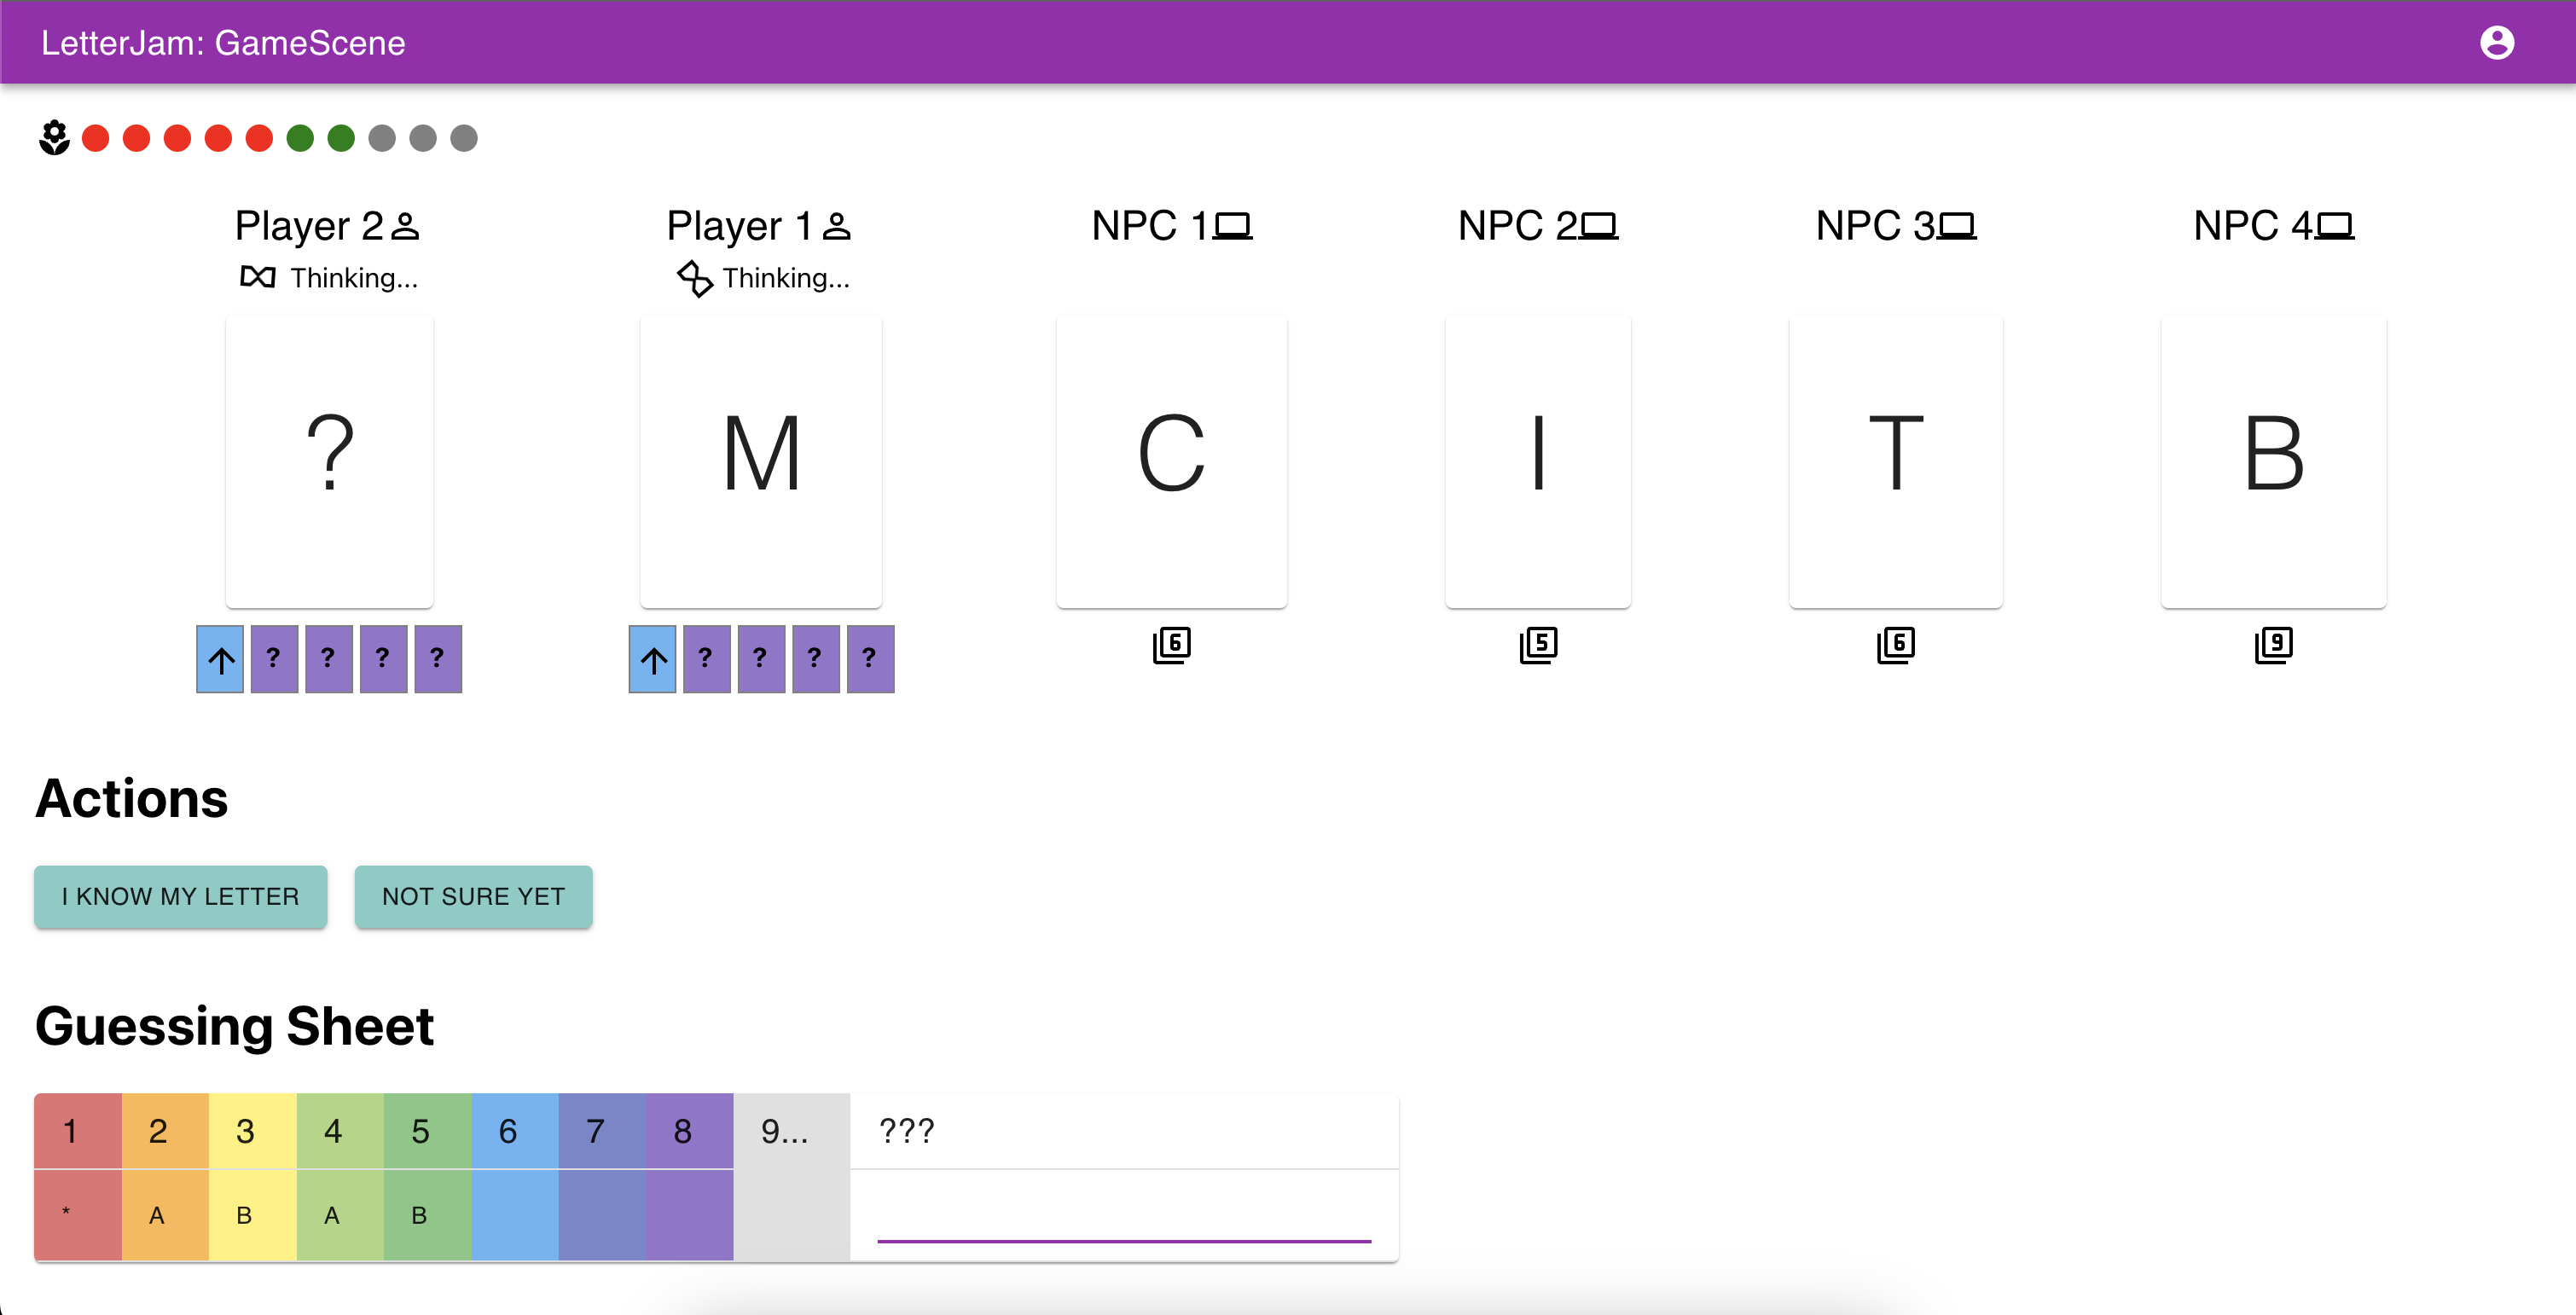 LetterJam: GameScene
Player 2 Player 1 NPC 1 NPC 2 NPC 3 NPC 4
Thinking... Thinking...
? M C I T B
? ? ? ? ? ? ? ? 6 5 6 9
Actions
I KNOW MY LETTER NOT SURE YET
Guessing Sheet
1 2 3 4 5 6 7 8 9... ???
* A B A B